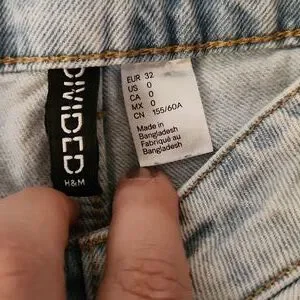 DIVIDED
H&M
EUR 32
US 0
CA 0
MX 0
CN 155/60A
Made in
Bangladesh
Fabriqué au
Bangladesh